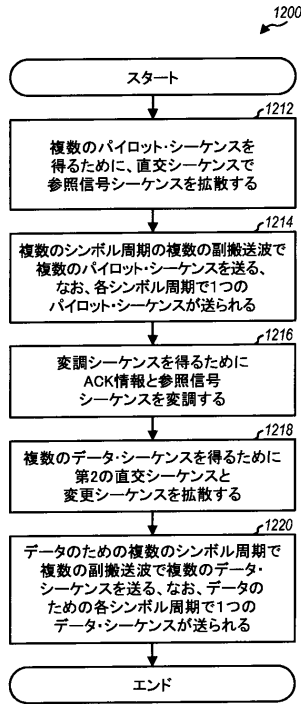 1200
スタート
1212
複数のパイロット・シーケンスを
得るために、直交シーケンスで
参照信号シーケンスを拡散する
1214
複数のシンボル周期の複数の副搬送波で
複数のパイロット・シーケンスを送る、
なお、各シンボル周期で1つの
パイロット・シーケンスが送られる
1216
変調シーケンスを得るために
ACK情報と参照信号
シーケンスを変調する
1218
複数のデータ・シーケンスを得るために
第2の直交シーケンスと
変更シーケンスを拡散する
1220
データのための複数のシンボル周期で
複数の副搬送波で複数のデータ・
シーケンスを送る、なお、データの
ための各シンボル周期で1つの
データ・シーケンスが送られる
エンド